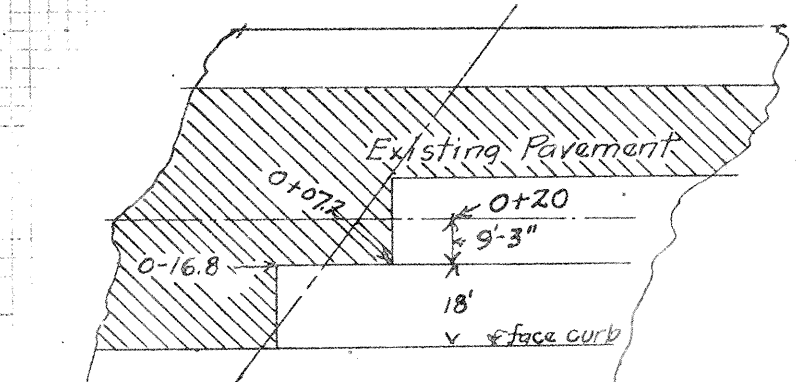 Existing Pavement
0+07.2
0+20
9'-3"
0-16.8
18'
face curb